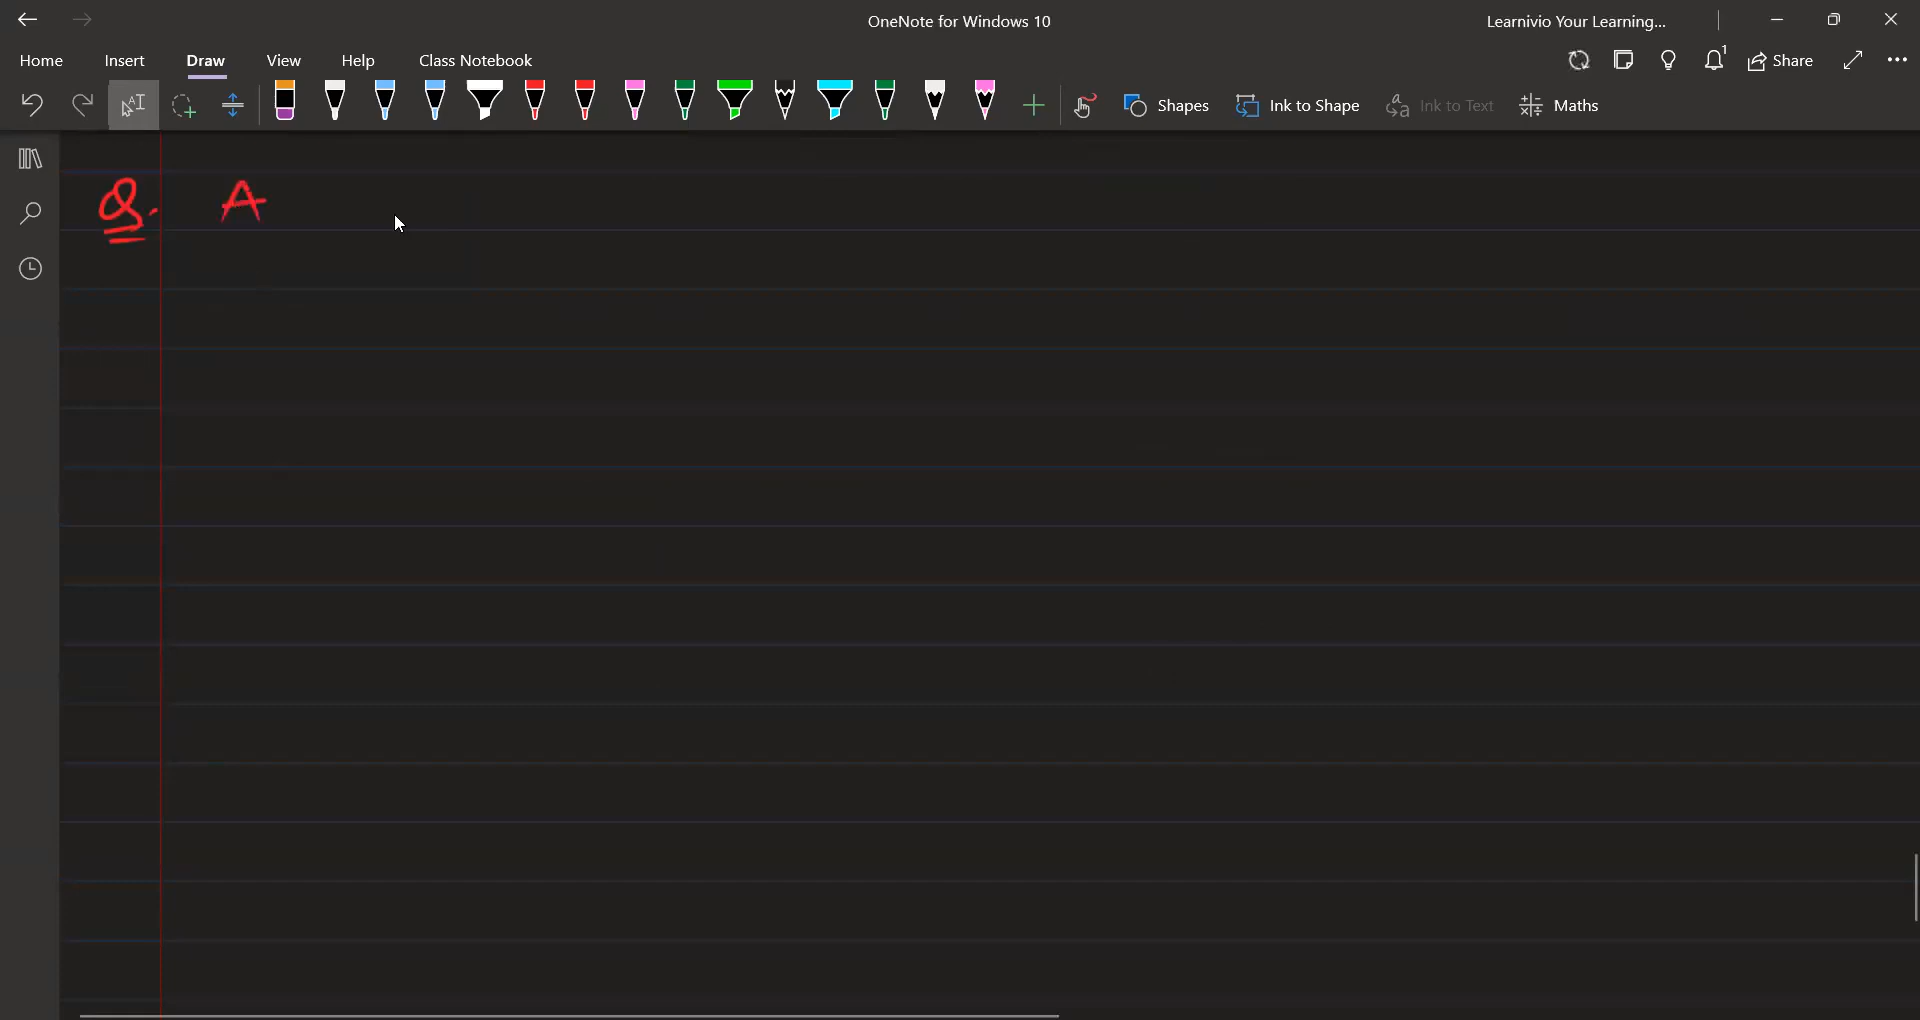 OneNote for Windows 10
Learnivio Your Learning...
Home Insert Draw View Help Class Notebook
1
Share
Shapes Ink to Shape Ink to Text Maths
Q. A